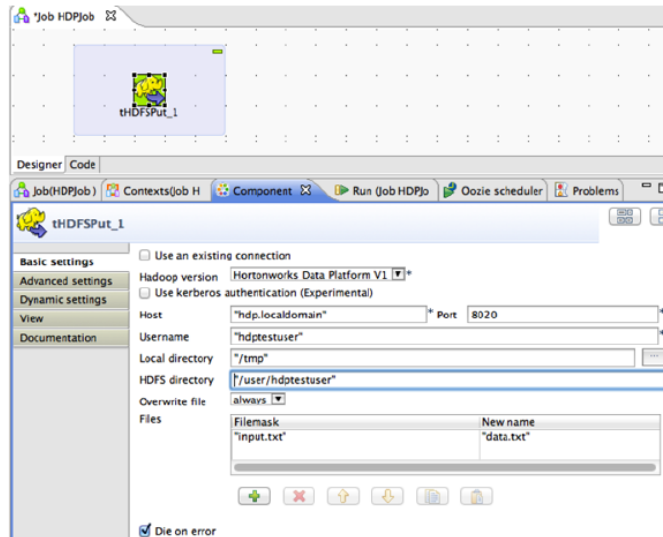 *Job HDPJob
tHDFSPut_1
Designer Code
Job(HDPJob) Contexts(Job H Component Run (Job HDPJo Oozie scheduler Problems
tHDFSPut_1
Basic settings
Advanced settings
Dynamic settings
View
Documentation
Use an existing connection
Hadoop version Hortonworks Data Platform V1 *
Use kerberos authentication (Experimental)
Host "hdp.localdomain" * Port 8020 *
Username "hdptestuser" *
Local directory "/tmp" ...
HDFS directory "/user/hdptestuser"
Overwrite file always
Files Filemask New name
"input.txt" "data.txt"
Die on error